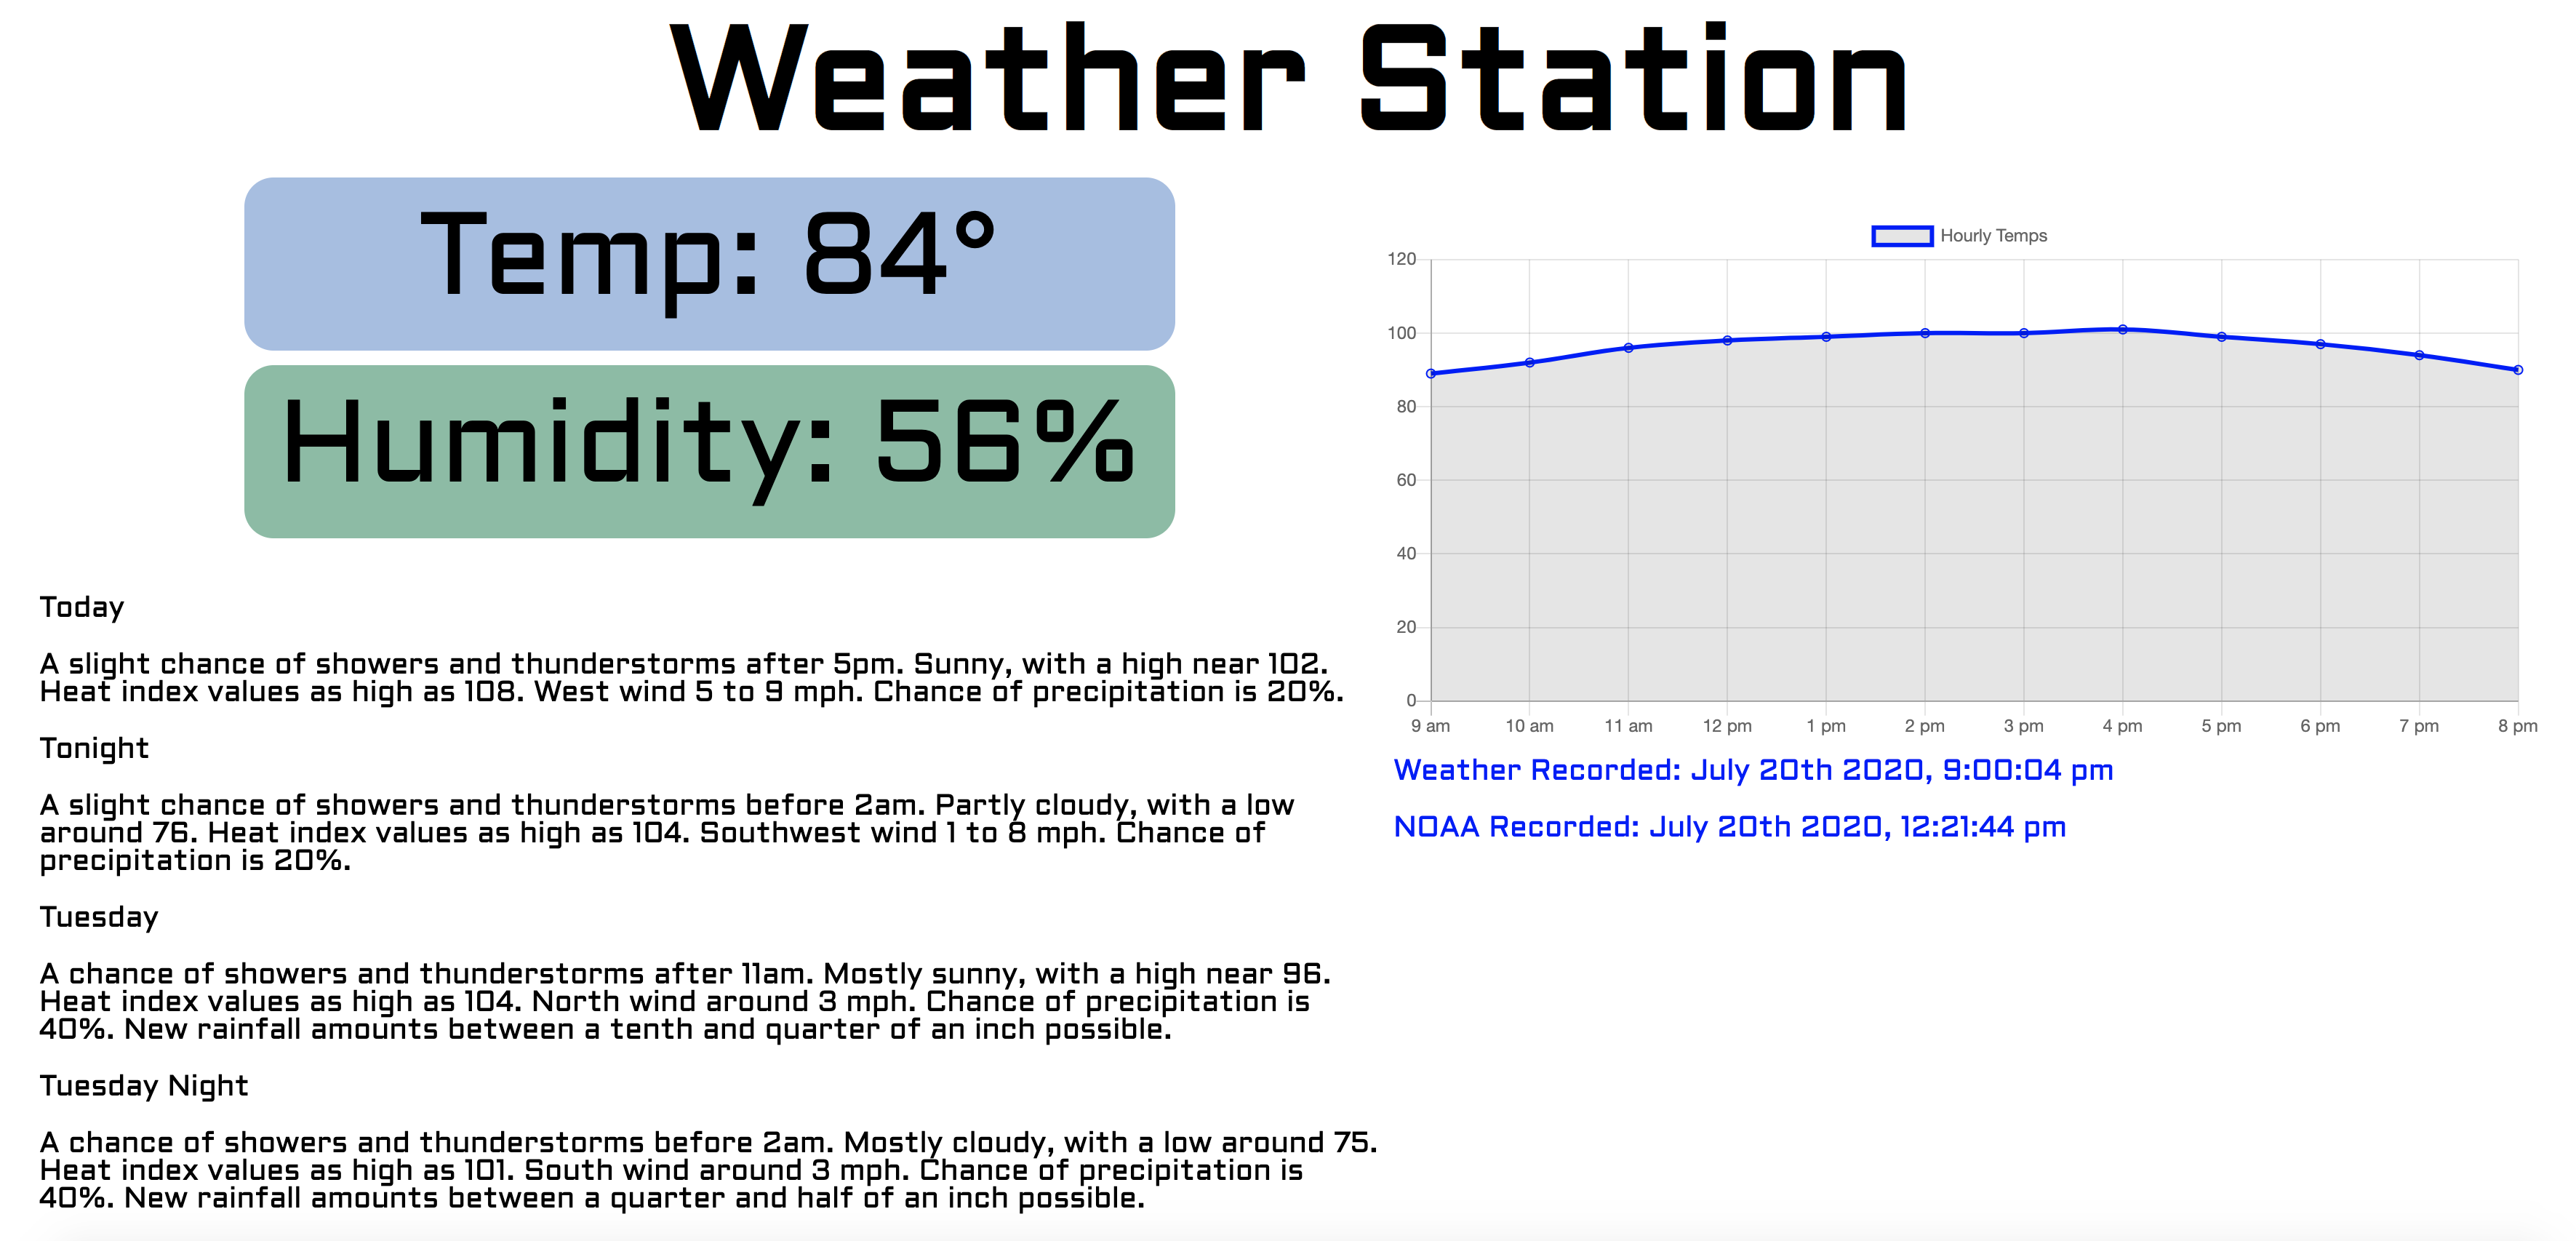 Weather Station
Temp: 84°
Humidity: 56%
Today
A slight chance of showers and thunderstorms after 5pm. Sunny, with a high near 102.
Heat index values as high as 108. West wind 5 to 9 mph. Chance of precipitation is 20%.
Tonight
A slight chance of showers and thunderstorms before 2am. Partly cloudy, with a low
around 76. Heat index values as high as 104. Southwest wind 1 to 8 mph. Chance of
precipitation is 20%.
Tuesday
A chance of showers and thunderstorms after 11am. Mostly sunny, with a high near 96.
Heat index values as high as 104. North wind around 3 mph. Chance of precipitation is
40%. New rainfall amounts between a tenth and quarter of an inch possible.
Tuesday Night
A chance of showers and thunderstorms before 2am. Mostly cloudy, with a low around 75.
Heat index values as high as 101. South wind around 3 mph. Chance of precipitation is
40%. New rainfall amounts between a quarter and half of an inch possible.
Hourly Temps
120
100
80
60
40
20
0
9 am 10 am 11 am 12 pm 1 pm 2 pm 3 pm 4 pm 5 pm 6 pm 7 pm 8 pm
Weather Recorded: July 20th 2020, 9:00:04 pm
NOAA Recorded: July 20th 2020, 12:21:44 pm